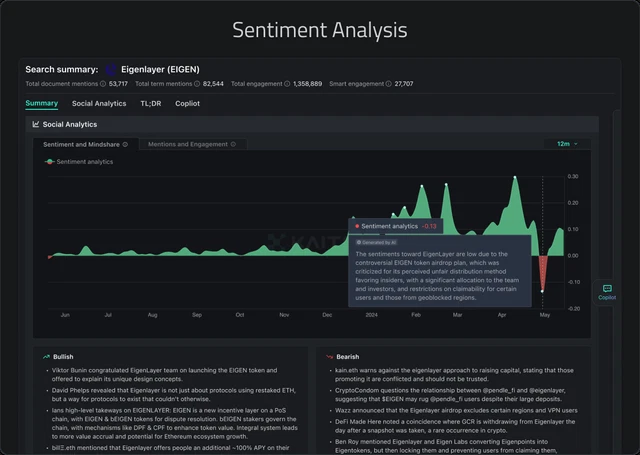 Sentiment Analysis
Search summary: Eigenlayer (EIGEN)
Total document mentions 53,717 Total term mentions 82,544 Total engagement 1,358,889 Smart engagement 27,707
Summary Social Analytics TL;DR Copilot
Social Analytics
Sentiment and Mindshare Mentions and Engagement 12m
Sentiment analytics
0.30
0.20
Sentiment analytics -0.13
0.10
Generated by AI
The sentiments toward EigenLayer are low due to the
controversial EIGEN token airdrop plan, which was
criticized for its perceived unfair distribution method
favoring insiders, with a significant allocation to the team
and investors, and restrictions on claimability for certain
users and those from geoblocked regions.
0.00
-0.20
Copilot
Jun Jul Aug Sep Oct Nov Dec 2024 Feb Mar Apr May
Bullish
Viktor Bunin congratulated EigenLayer team on launching the EIGEN token and
offered to explain its unique design concepts.
David Phelps revealed that Eigenlayer is not just about protocols using restaked ETH,
but a way for protocols to exist that couldn't otherwise.
Ians high-level takeways on EIGENLAYER: EIGEN is a new incentive layer on a PoS
chain, with EIGEN & bEIGEN tokens for dispute resolution. bEIGEN stakers govern the
chain, with mechanisms like DPF & CPF to enhance token value. Integral system leads
to more value accrual and potential for Ethereum ecosystem growth.
mentioned that Eigenlayer offers people an additional ~100% APY on their
Bearish
kain.eth warns against the eigenlayer approach to raising capital, stating that those
promoting it are conflicted and should not be trusted.
CryptoCondom questions the relationship between @pendle_fi and @eigenlayer,
suggesting that $EIGEN may rug @pendle_fi users despite their large deposits.
Wazz announced that the Eigenlayer airdrop excludes certain regions and VPN users
DeFi Made Here noted a coincidence where GCR is withdrawing from Eigenlayer the
day after a snapshot was taken, a rare occurrence in crypto.
Ben Roy mentioned Eigenlayer and Eigen Labs converting Eigenpoints into
Eigentokens, but then locking them and preventing users from claiming them,